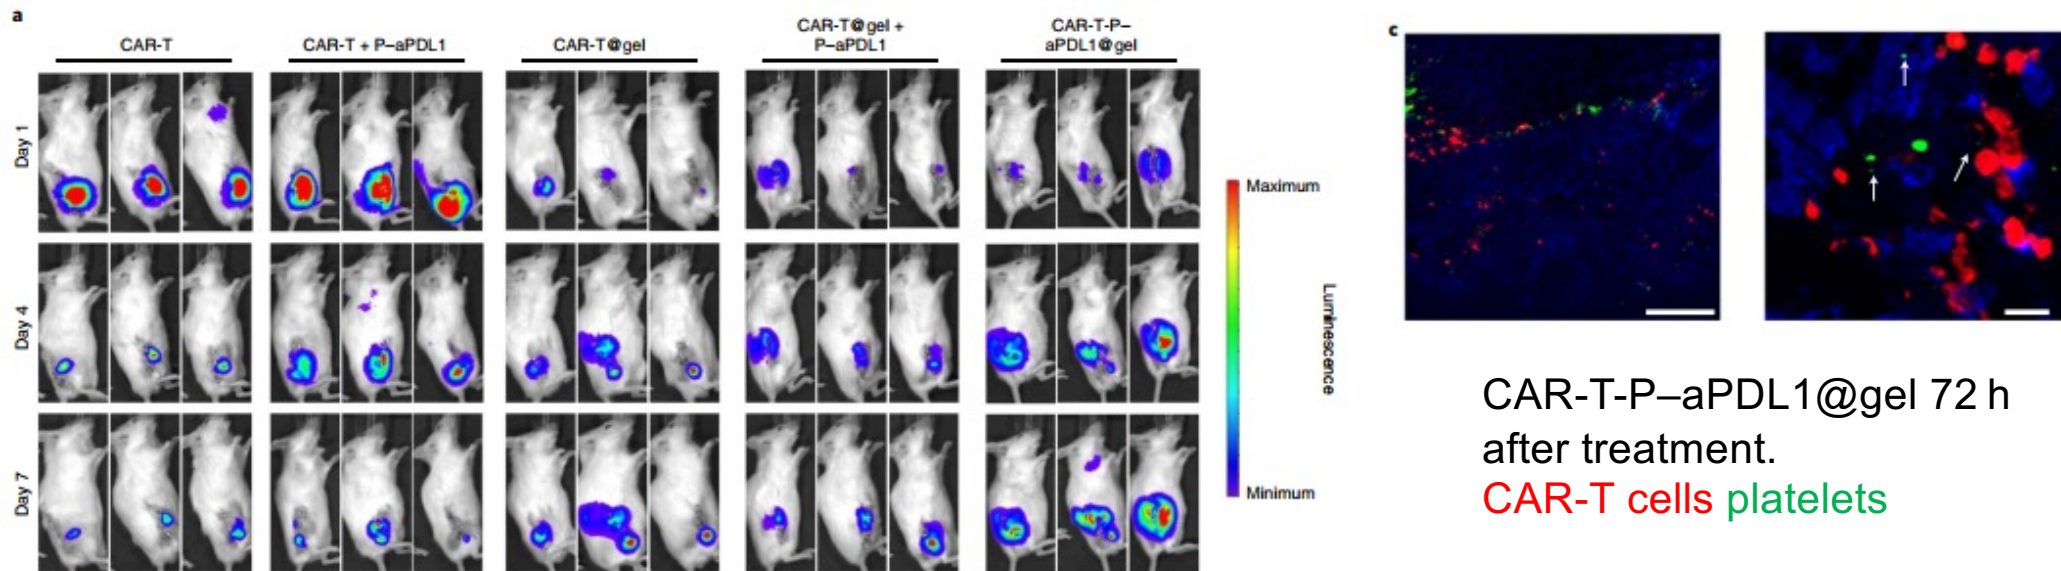 a
CAR-T
CAR-T + P–aPDL1
CAR-T@gel
CAR-T@gel +
P–aPDL1
CAR-T-P–
aPDL1@gel
Day 1
Day 4
Day 7
Maximum
Luminescence
Minimum
c
CAR-T-P–aPDL1@gel 72 h
after treatment.
CAR-T cells platelets